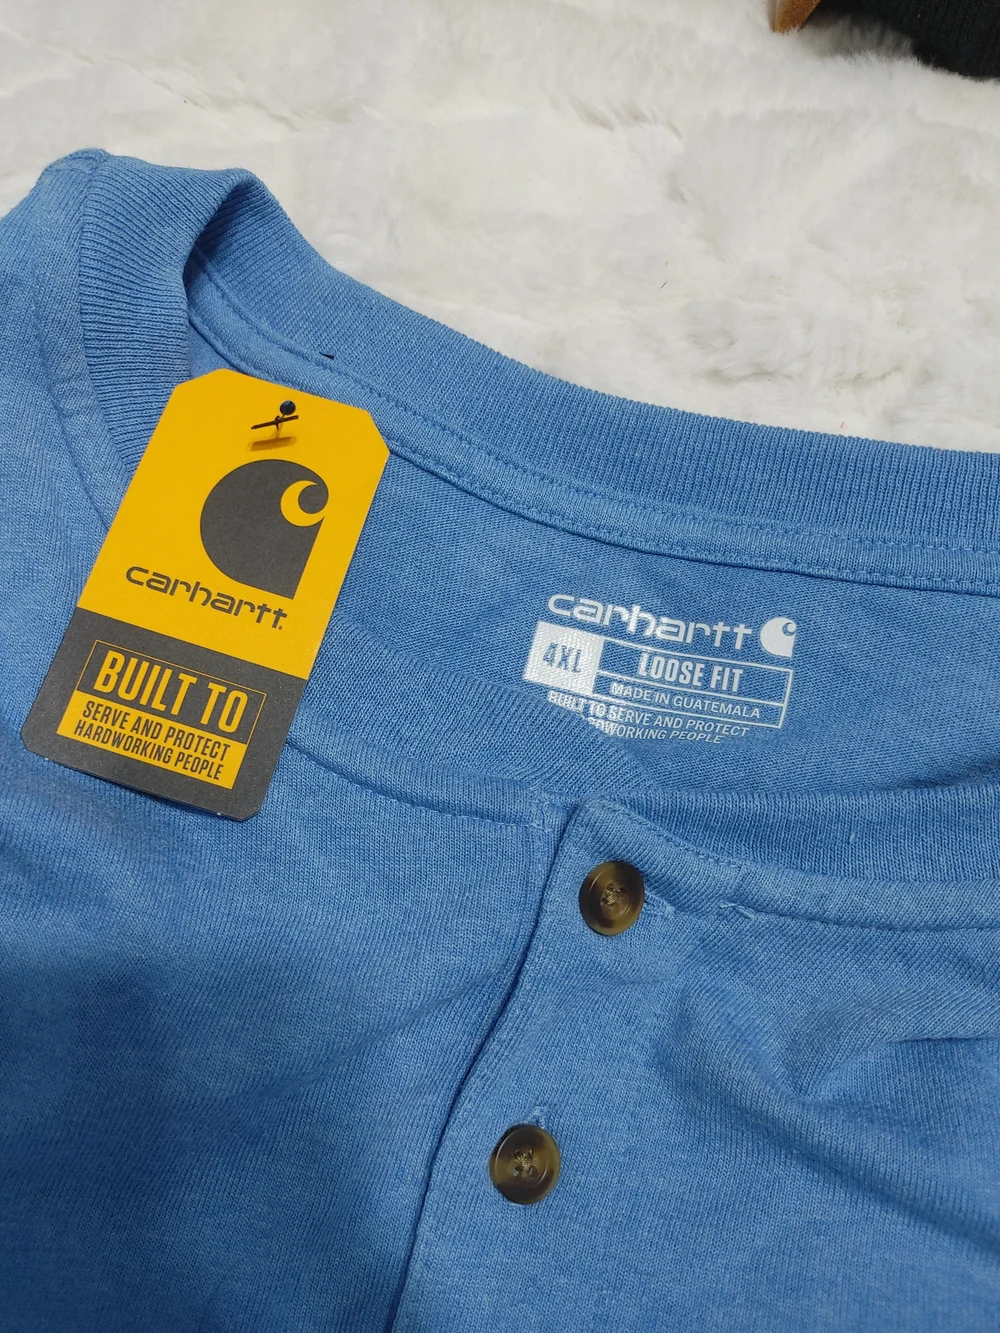 carhartt.
BUILT TO
SERVE AND PROTECT
HARDWORKING PEOPLE
carhartt
4XL LOOSE FIT
MADE IN GUATEMALA
BUILT TO SERVE AND PROTECT
PEOPLE